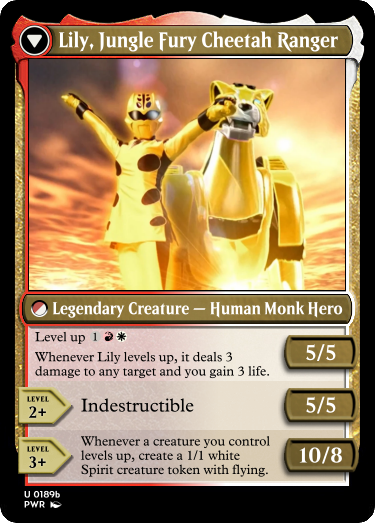 Lily, Jungle Fury Cheetah Ranger
Legendary Creature — Human Monk Hero
Level up 1
Whenever Lily levels up, it deals 3
damage to any target and you gain 3 life.
5/5
LEVEL
2+
Indestructible
5/5
LEVEL
3+
Whenever a creature you control
levels up, create a 1/1 white
Spirit creature token with flying.
10/8
U 0189b
PWR